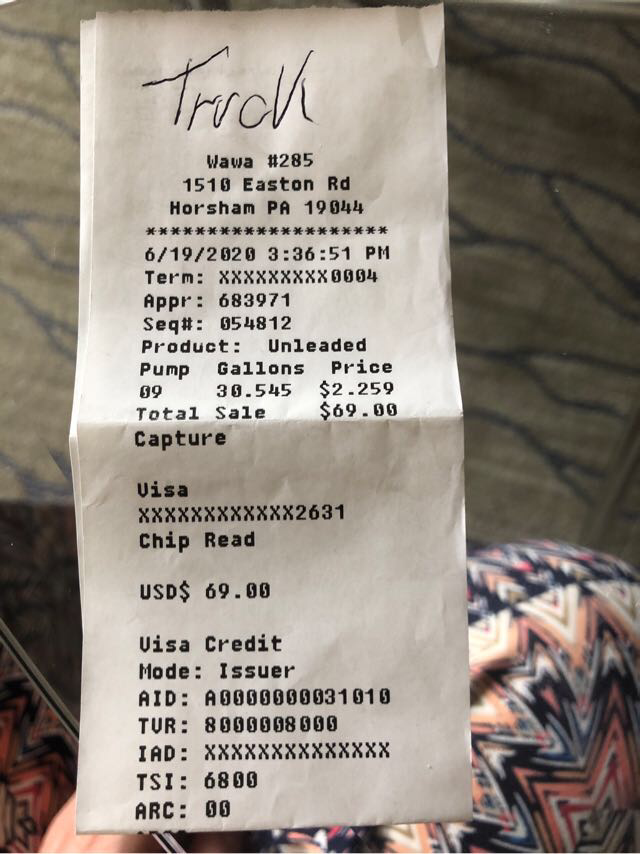 Truck
Wawa #285
1510 Easton Rd
Horsham PA 19044
********************
6/19/2020 3:36:51 PM
Term: XXXXXXXXX0004
Appr: 683971
Seq#: 054812
Product: Unleaded
Pump Gallons Price
09 30.545 $2.259
Total Sale $69.00
Capture
Visa
XXXXXXXXXXXX2631
Chip Read
USD$ 69.00
Visa Credit
Mode: Issuer
AID: A0000000031010
TVR: 8000008000
IAD: XXXXXXXXXXXXXX
TSI: 6800
ARC: 00